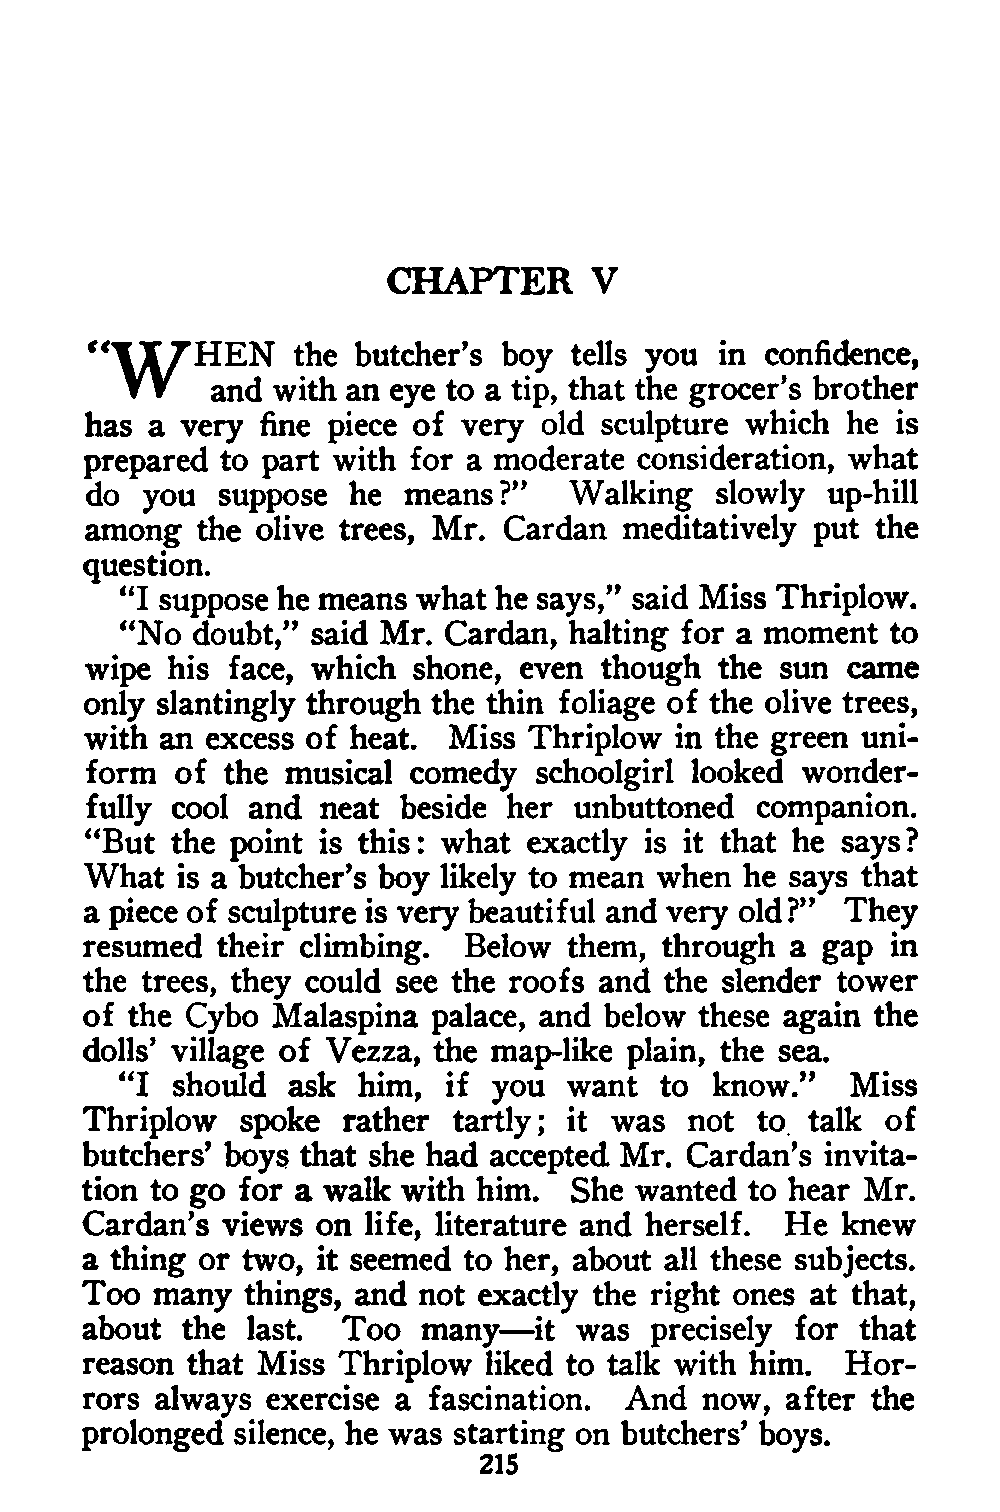 CHAPTER V
“WHEN the butcher’s boy tells you in confidence,
and with an eye to a tip, that the grocer’s brother
has a very fine piece of very old sculpture which he is
prepared to part with for a moderate consideration, what
do you suppose he means?” Walking slowly up-hill
among the olive trees, Mr. Cardan meditatively put the
question.
“I suppose he means what he says,” said Miss Thriplow.
“No doubt,” said Mr. Cardan, halting for a moment to
wipe his face, which shone, even though the sun came
only slantingly through the thin foliage of the olive trees,
with an excess of heat. Miss Thriplow in the green uni-
form of the musical comedy schoolgirl looked wonder-
fully cool and neat beside her unbuttoned companion.
“But the point is this: what exactly is it that he says?
What is a butcher’s boy likely to mean when he says that
a piece of sculpture is very beautiful and very old?” They
resumed their climbing. Below them, through a gap in
the trees, they could see the roofs and the slender tower
of the Cybo Malaspina palace, and below these again the
dolls’ village of Vezza, the map-like plain, the sea.
“I should ask him, if you want to know.” Miss
Thriplow spoke rather tartly; it was not to talk of
butchers’ boys that she had accepted Mr. Cardan’s invita-
tion to go for a walk with him. She wanted to hear Mr.
Cardan’s views on life, literature and herself. He knew
a thing or two, it seemed to her, about all these subjects.
Too many things, and not exactly the right ones at that,
about the last. Too many—it was precisely for that
reason that Miss Thriplow liked to talk with him. Hor-
rors always exercise a fascination. And now, after the
prolonged silence, he was starting on butchers’ boys.
215